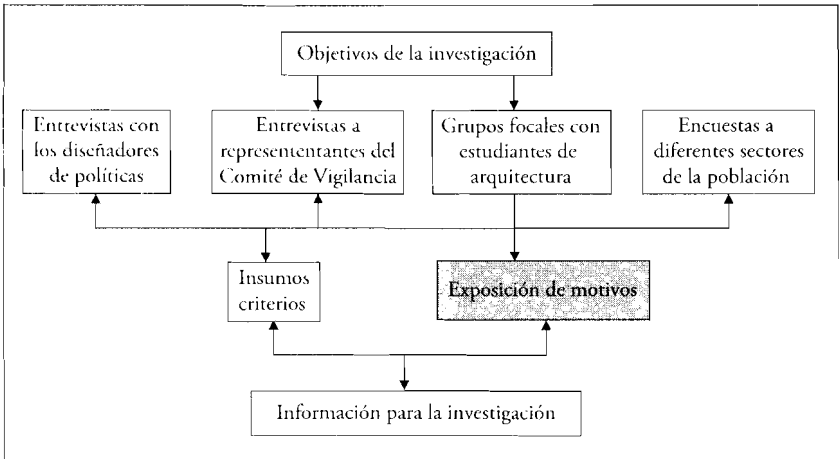 Objetivos de la investigación
Entrevistas con
los diseñadores
de políticas
Entrevistas a
represententantes del
Comité de Vigilancia
Grupos focales con
estudiantes de
arquitectura
Encuestas a
diferentes sectores
de la población
Insumos
criterios
Exposición de motivos
Información para la investigación